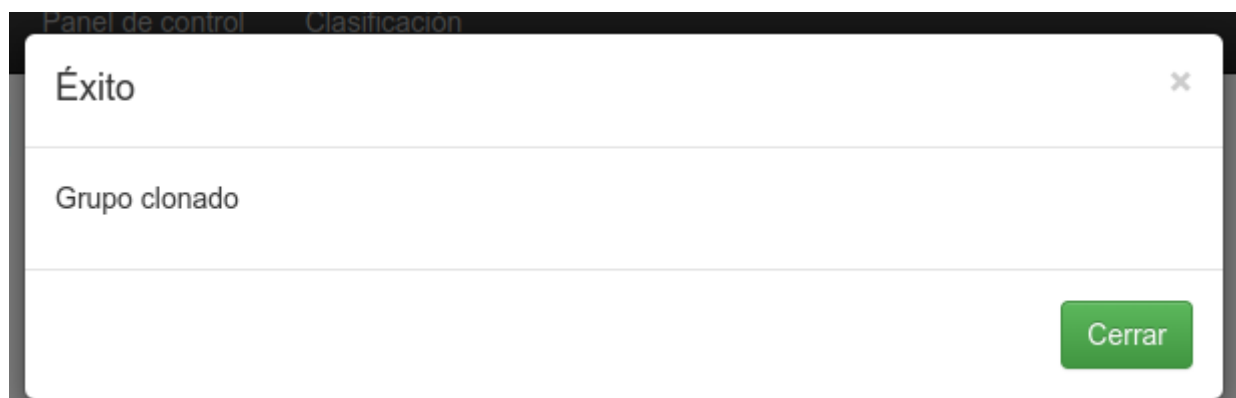 Panel de control Clasificación
Éxito ×
Grupo clonado
Cerrar